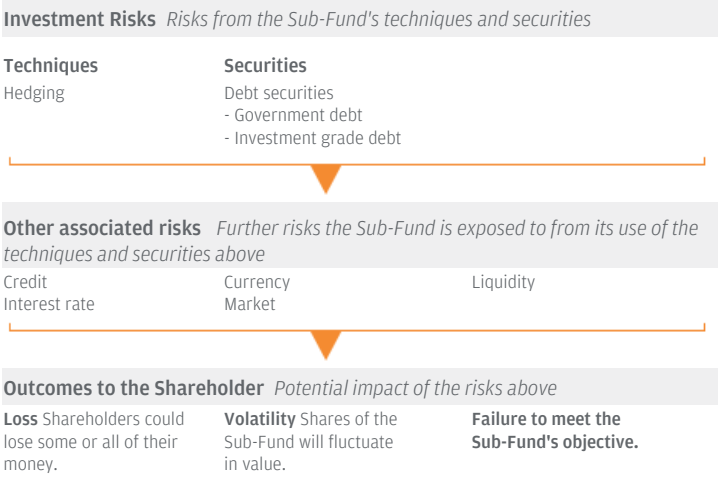 Investment Risks Risks from the Sub-Fund's techniques and securities
Techniques
Hedging
Securities
Debt securities
- Government debt
- Investment grade debt
Other associated risks Further risks the Sub-Fund is exposed to from its use of the
techniques and securities above
Credit
Interest rate
Currency
Market
Liquidity
Outcomes to the Shareholder Potential impact of the risks above
Loss Shareholders could
lose some or all of their
money.
Volatility Shares of the
Sub-Fund will fluctuate
in value.
Failure to meet the
Sub-Fund's objective.